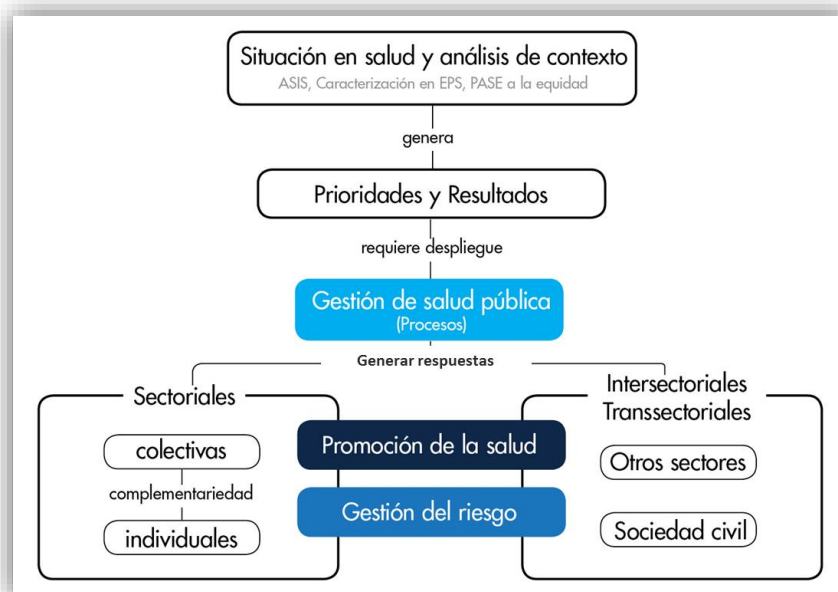 Situación en salud y análisis de contexto
ASIS, Caracterización en EPS, PASE a la equidad
genera
Prioridades y Resultados
requiere despliegue
Gestión de salud pública
(Procesos)
Generar respuestas
Sectoriales
colectivas
complementariedad
individuales
Promoción de la salud
Gestión del riesgo
Intersectoriales
Transsectoriales
Otros sectores
Sociedad civil